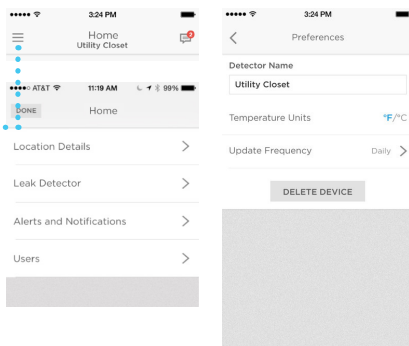 3:24 PM
Home
Utility Closet
2
AT&T 11:19 AM 99%
DONE Home
Location Details
Leak Detector
Alerts and Notifications
Users
3:24 PM
Preferences
Detector Name
Utility Closet
Temperature Units °F/°C
Update Frequency Daily
DELETE DEVICE